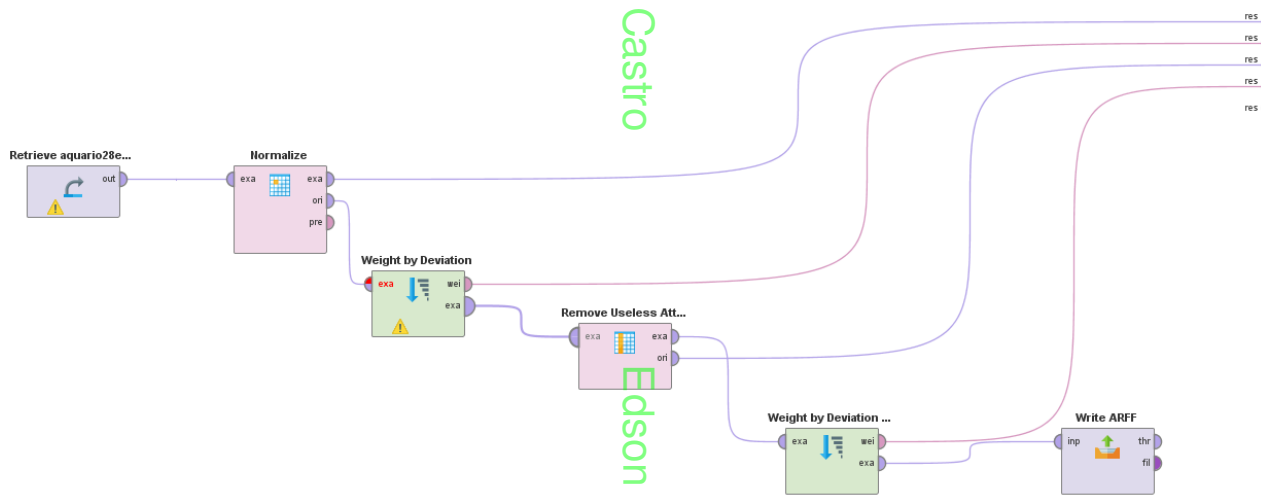 Castro
res
res
res
res
res
Retrieve aquario28e...
out
Normalize
exa
exa
ori
pre
Weight by Deviation
exa
wei
exa
Remove Useless Att...
exa
exa
ori
Edson
Weight by Deviation ...
exa
wei
exa
Write ARFF
inp
thr
fil